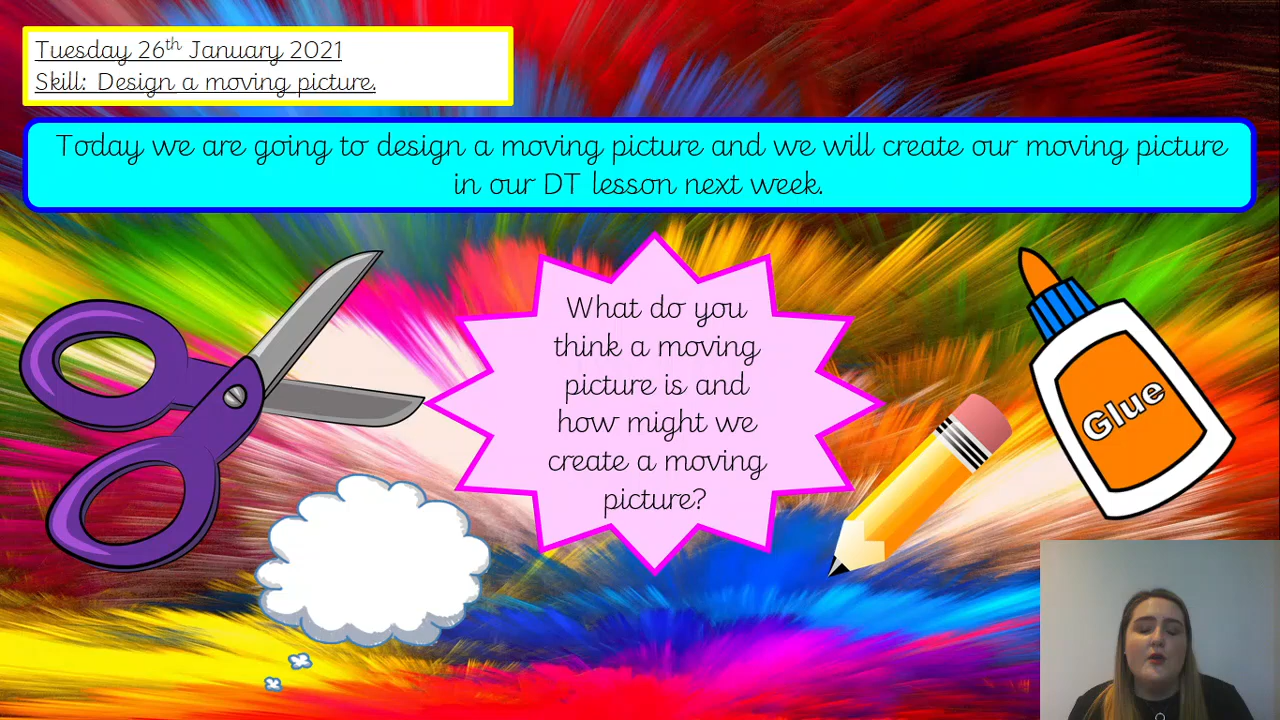 Tuesday 26th January 2021
Skill: Design a moving picture.
Today we are going to design a moving picture and we will create our moving picture
in our DT lesson next week.
What do you
think a moving
picture is and
how might we
create a moving
picture?
Glue